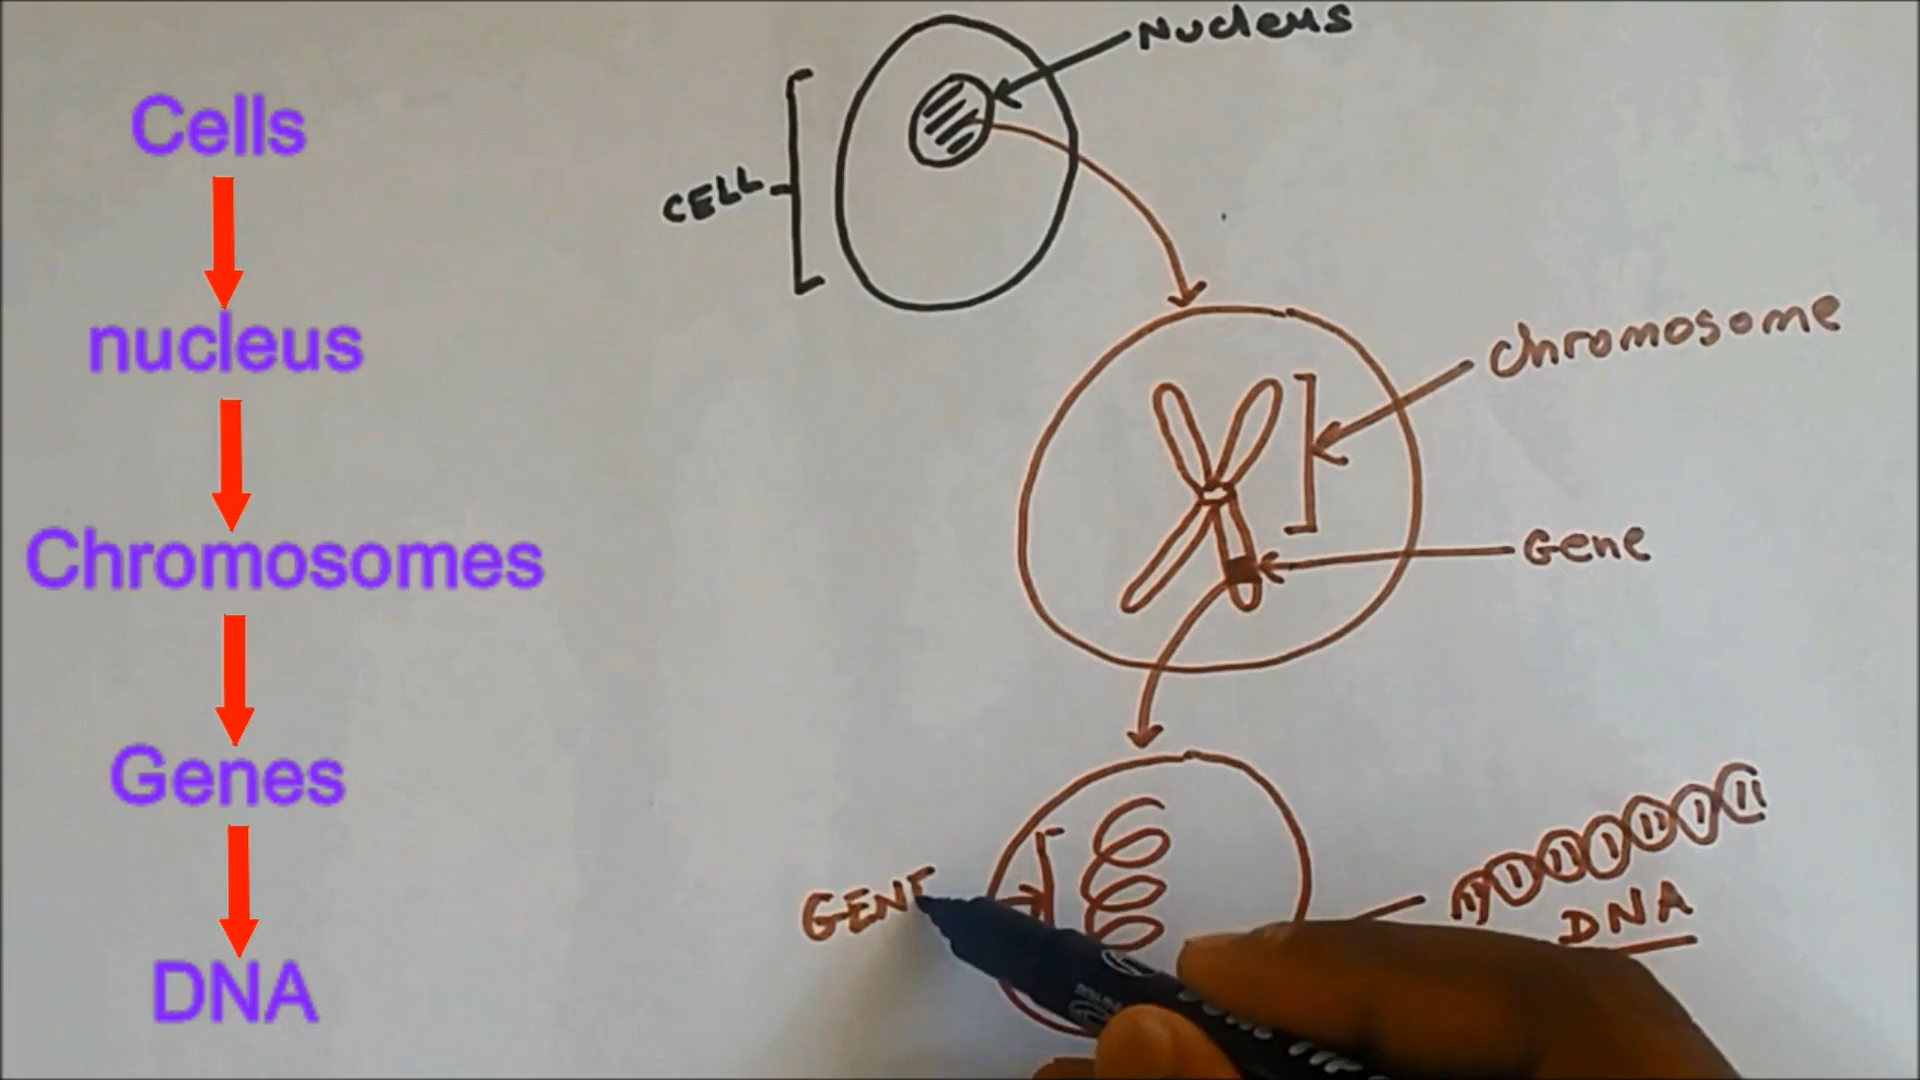 Cells
nucleus
Chromosomes
Genes
DNA
Nucleus
CELL
Chromosome
Gene
GENE
DNA